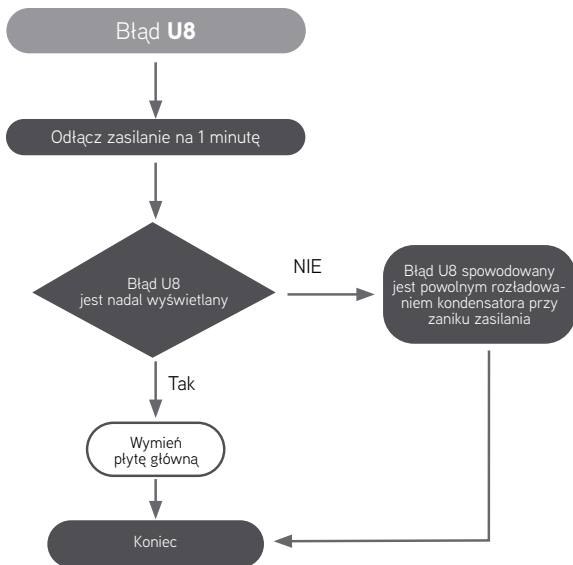 Błąd U8
Odłącz zasilanie na 1 minutę
Błąd U8
jest nadal wyświetlany
NIE
Błąd U8 spowodowany
jest powolnym rozładowa-
niem kondensatora przy
zaniku zasilania
Tak
Wymień
płytę główną
Koniec